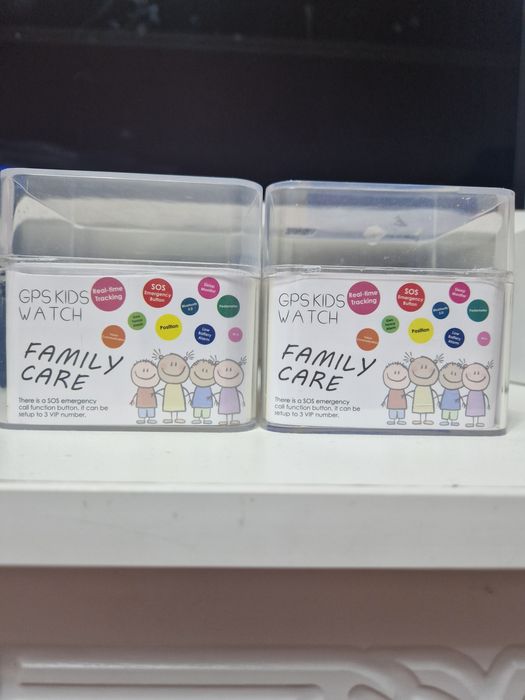 GPS KIDS
WATCH
Real-time
Tracking
SOS
Emergency
Button
Sleep
Monitor
Bluetooth
Pedometer
Position
Low
Battery
Alarm
FAMILY
CARE
There is a SOS emergency
call function button, it can be
setup to 3 VIP number.
GPS KIDS
WATCH
Real-time
Tracking
SOS
Emergency
Button
Sleep
Monitor
Pedometer
Position
Low
Battery
Alarm
FAMILY
CARE
There is a SOS emergency
call function button, it can be
setup to 3 VIP number.